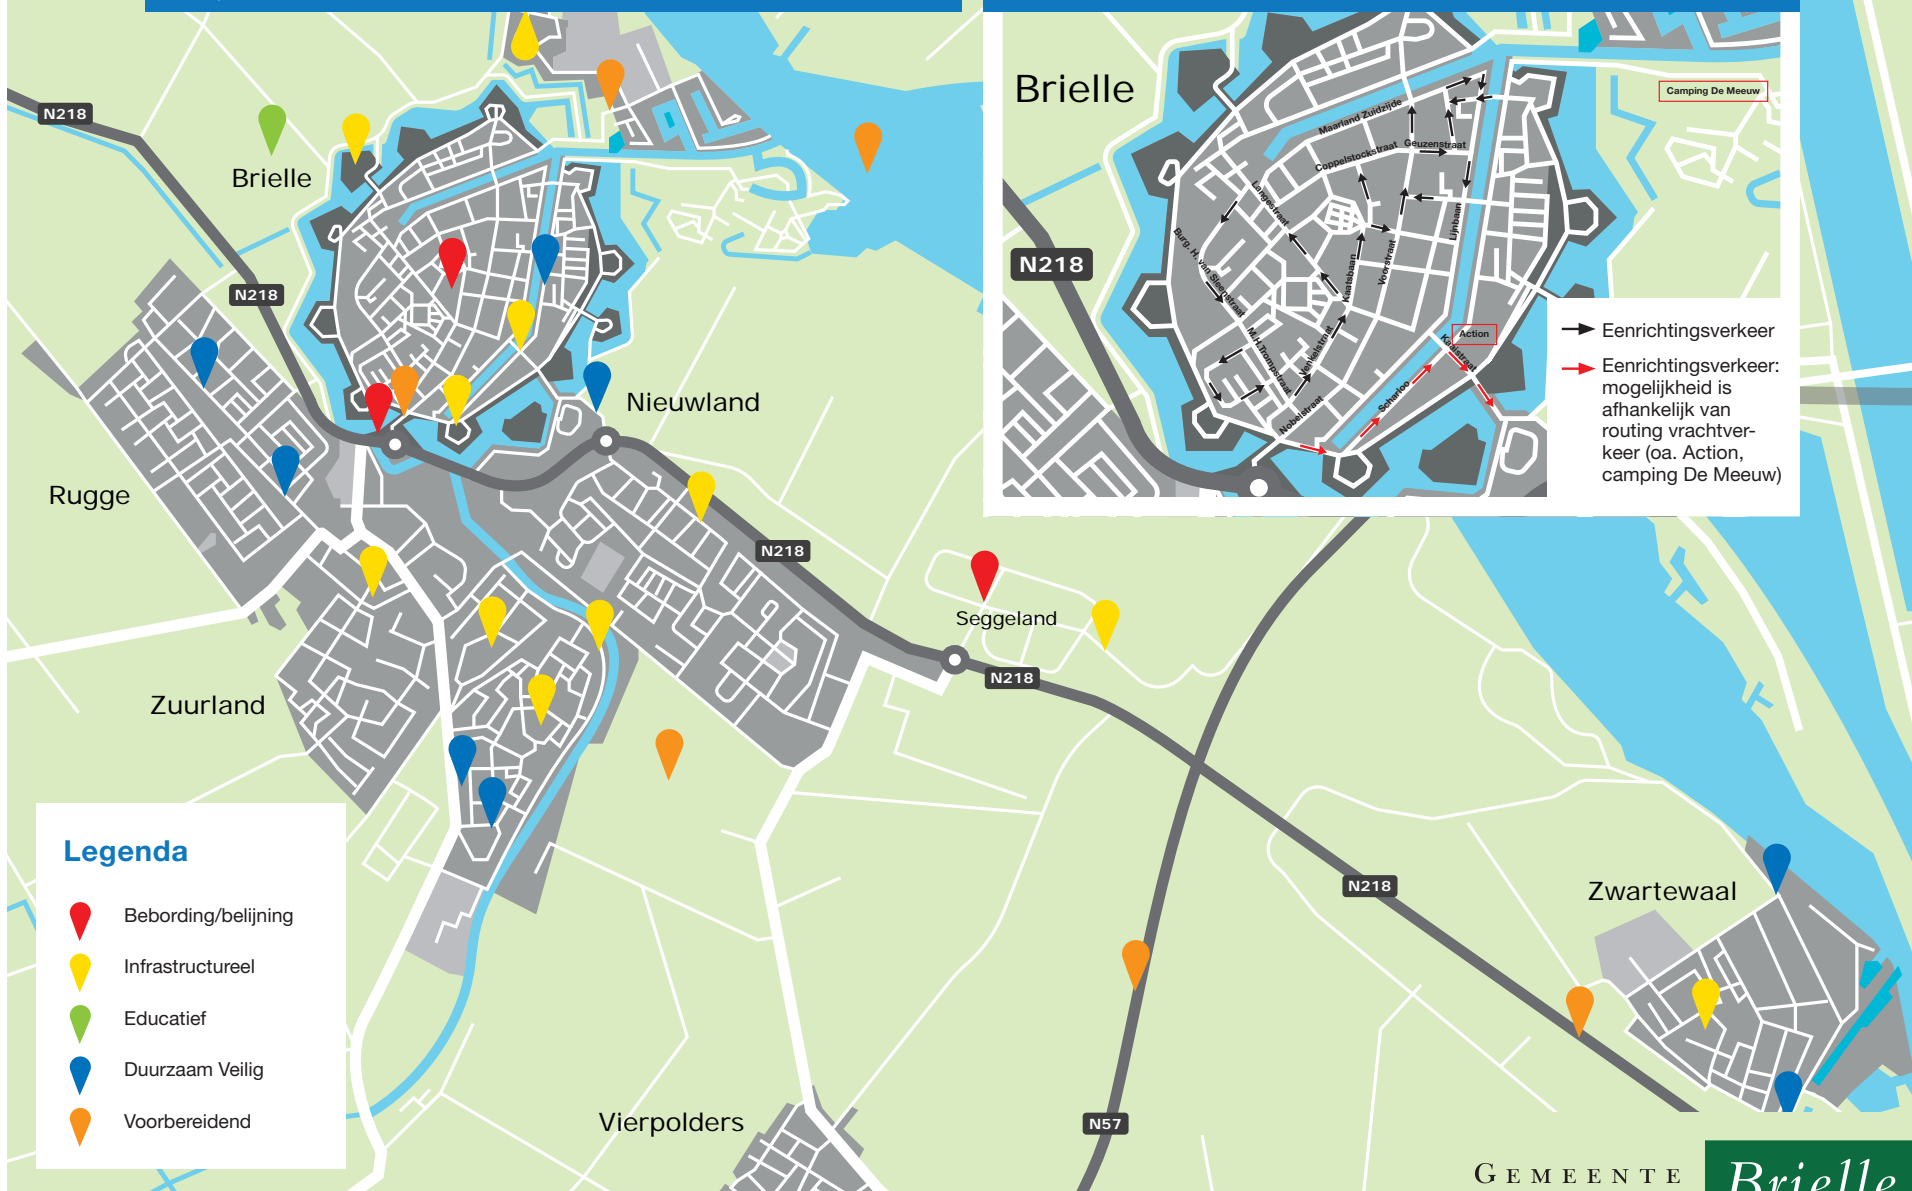 N218
Brielle
N218
Nieuwland
Rugge
N218
Seggeland
N218
Zuurland
N218
Zwartewaal
Vierpolders
N57
Legenda
Bebording/belijning
Infrastructureel
Educatief
Duurzaam Veilig
Voorbereidend
Brielle
Camping De Meeuw
Maarland Zuidzijde
Geuzenstraat
Coppelstockstraat
Langestraat
Lijnbaan
Burg. H. van Sleenstraat
Voorstraat
Kaatsbaan
N218
M.H.Trompstraat
Venkelstraat
Action
Kaaistraat
Scharloo
Nobelstraat
Eenrichtingsverkeer
Eenrichtingsverkeer:
mogelijkheid is
afhankelijk van
routing vrachtver-
keer (oa. Action,
camping De Meeuw)
GEMEENTE
Brielle